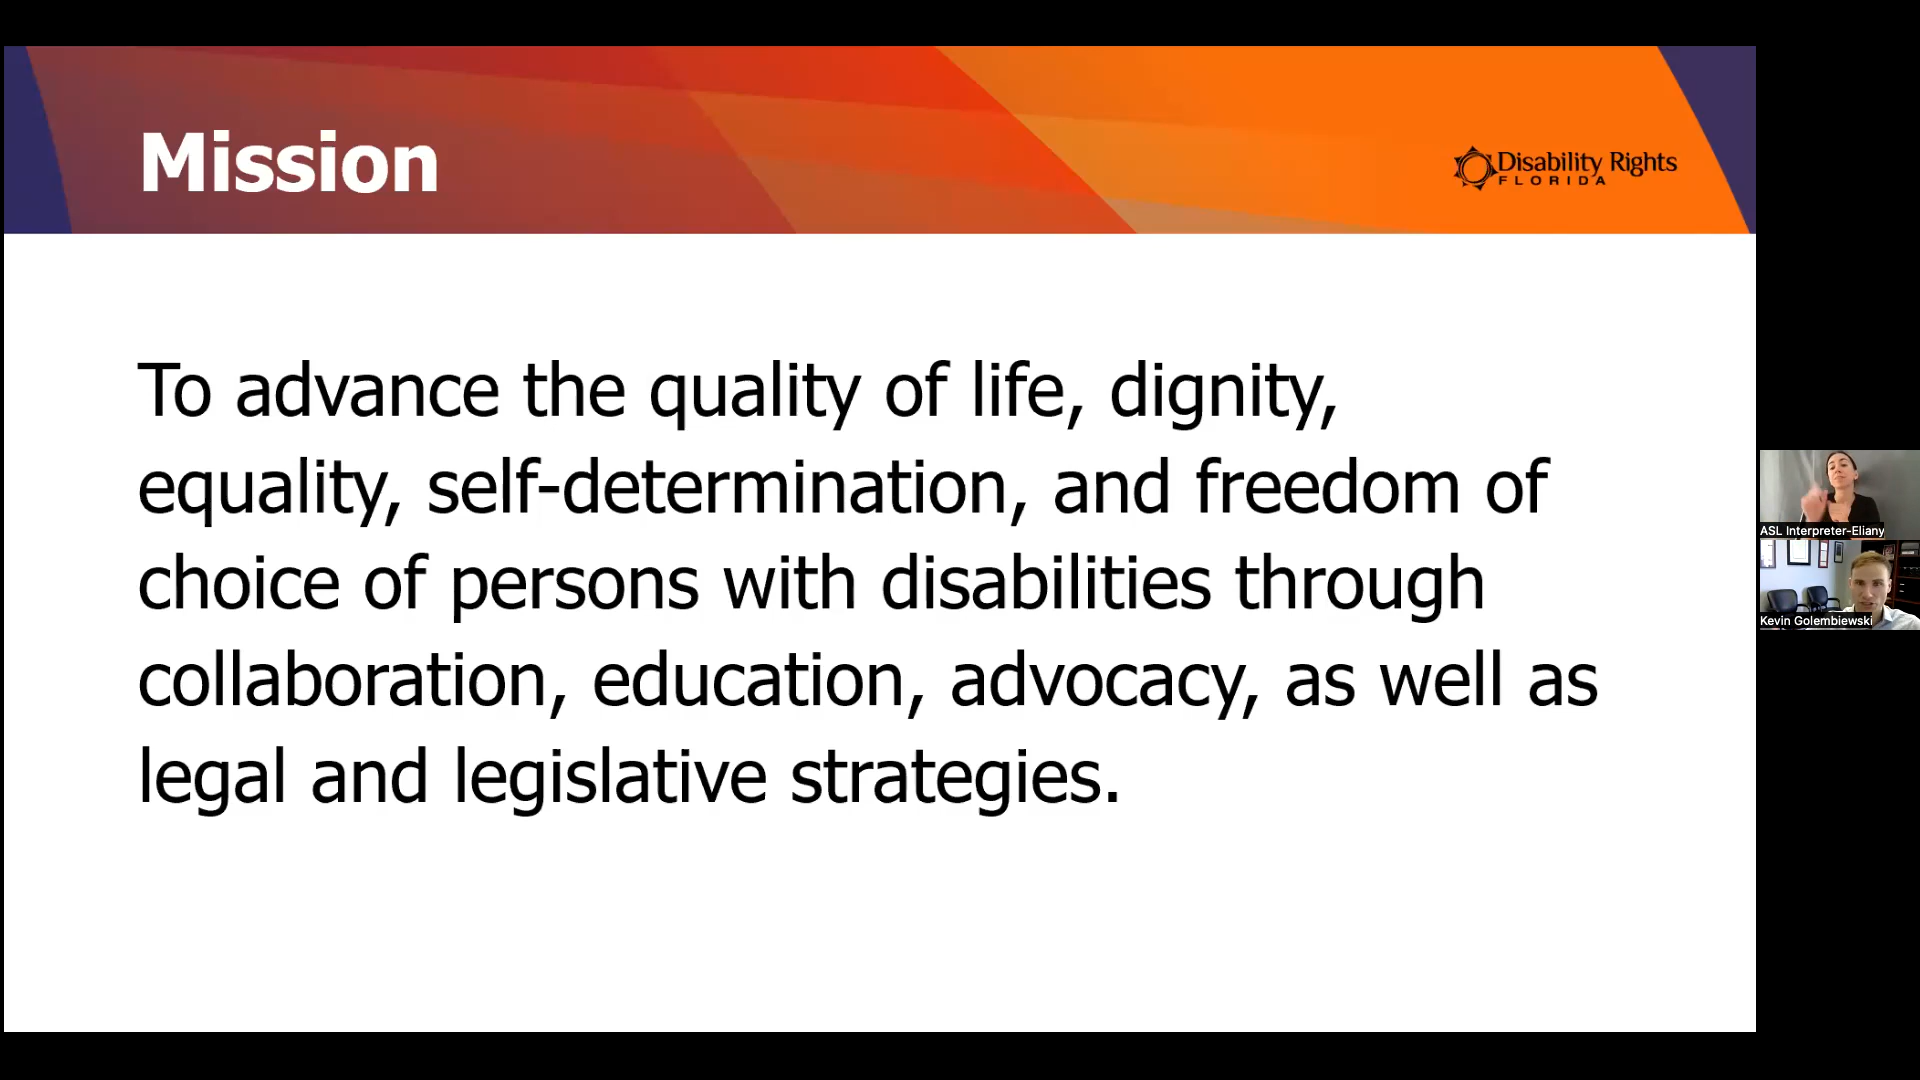 Mission
Disability Rights
FLORIDA
To advance the quality of life, dignity,
equality, self-determination, and freedom of
choice of persons with disabilities through
collaboration, education, advocacy, as well as
legal and legislative strategies.
ASL Interpreter-Eliany
Kevin Golembiewski